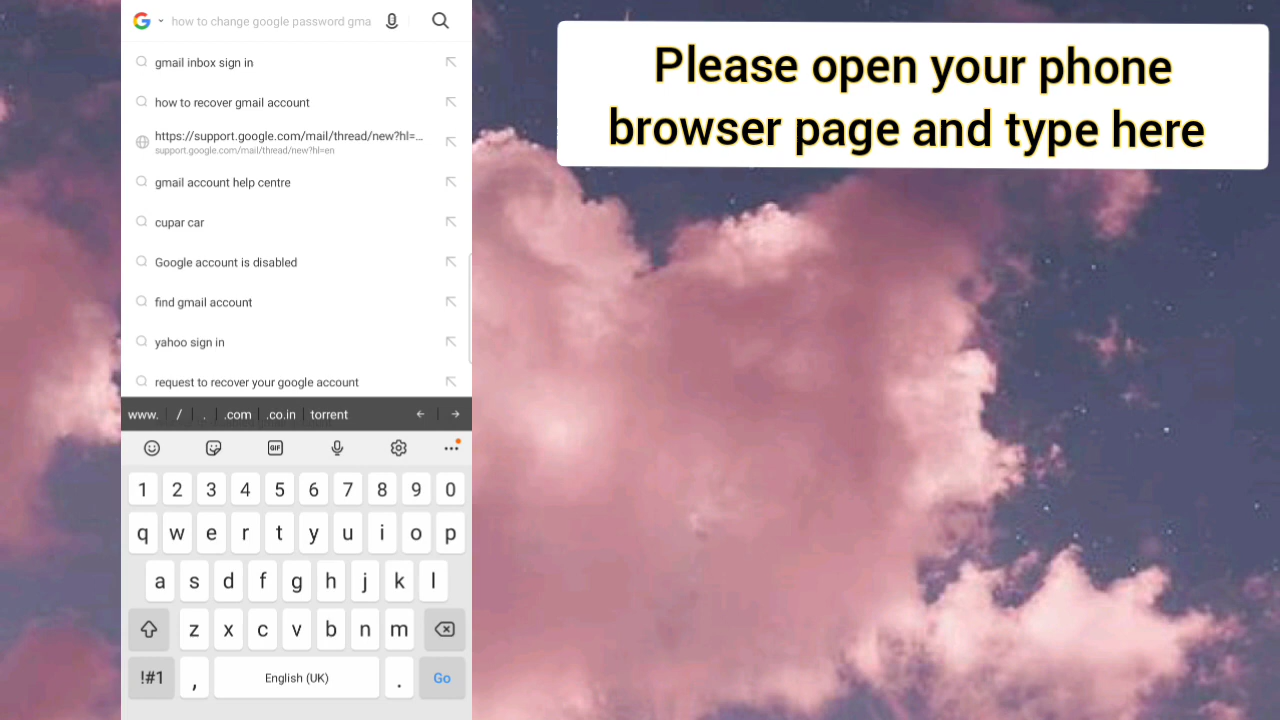 how to change google password gma
gmail inbox sign in
how to recover gmail account
https://support.google.com/mail/thread/new?hl=...
support.google.com/mail/thread/new?hl=en
gmail account help centre
cupar car
Google account is disabled
find gmail account
yahoo sign in
request to recover your google account
www. / . .com .co.in torrent
GIF
1 2 3 4 5 6 7 8 9 0
q w e r t y u i o p
a s d f g h j k l
z x c v b n m
!#1 , English (UK) . Go
Please open your phone
browser page and type here